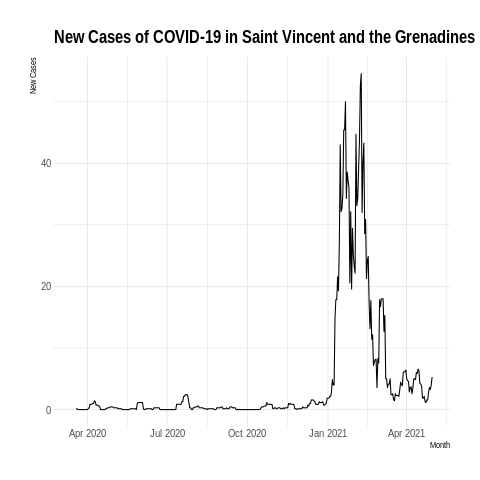 New Cases of COVID-19 in Saint Vincent and the Grenadines
New Cases
40
20
0
Apr 2020
Jul 2020
Oct 2020
Jan 2021
Apr 2021
Month